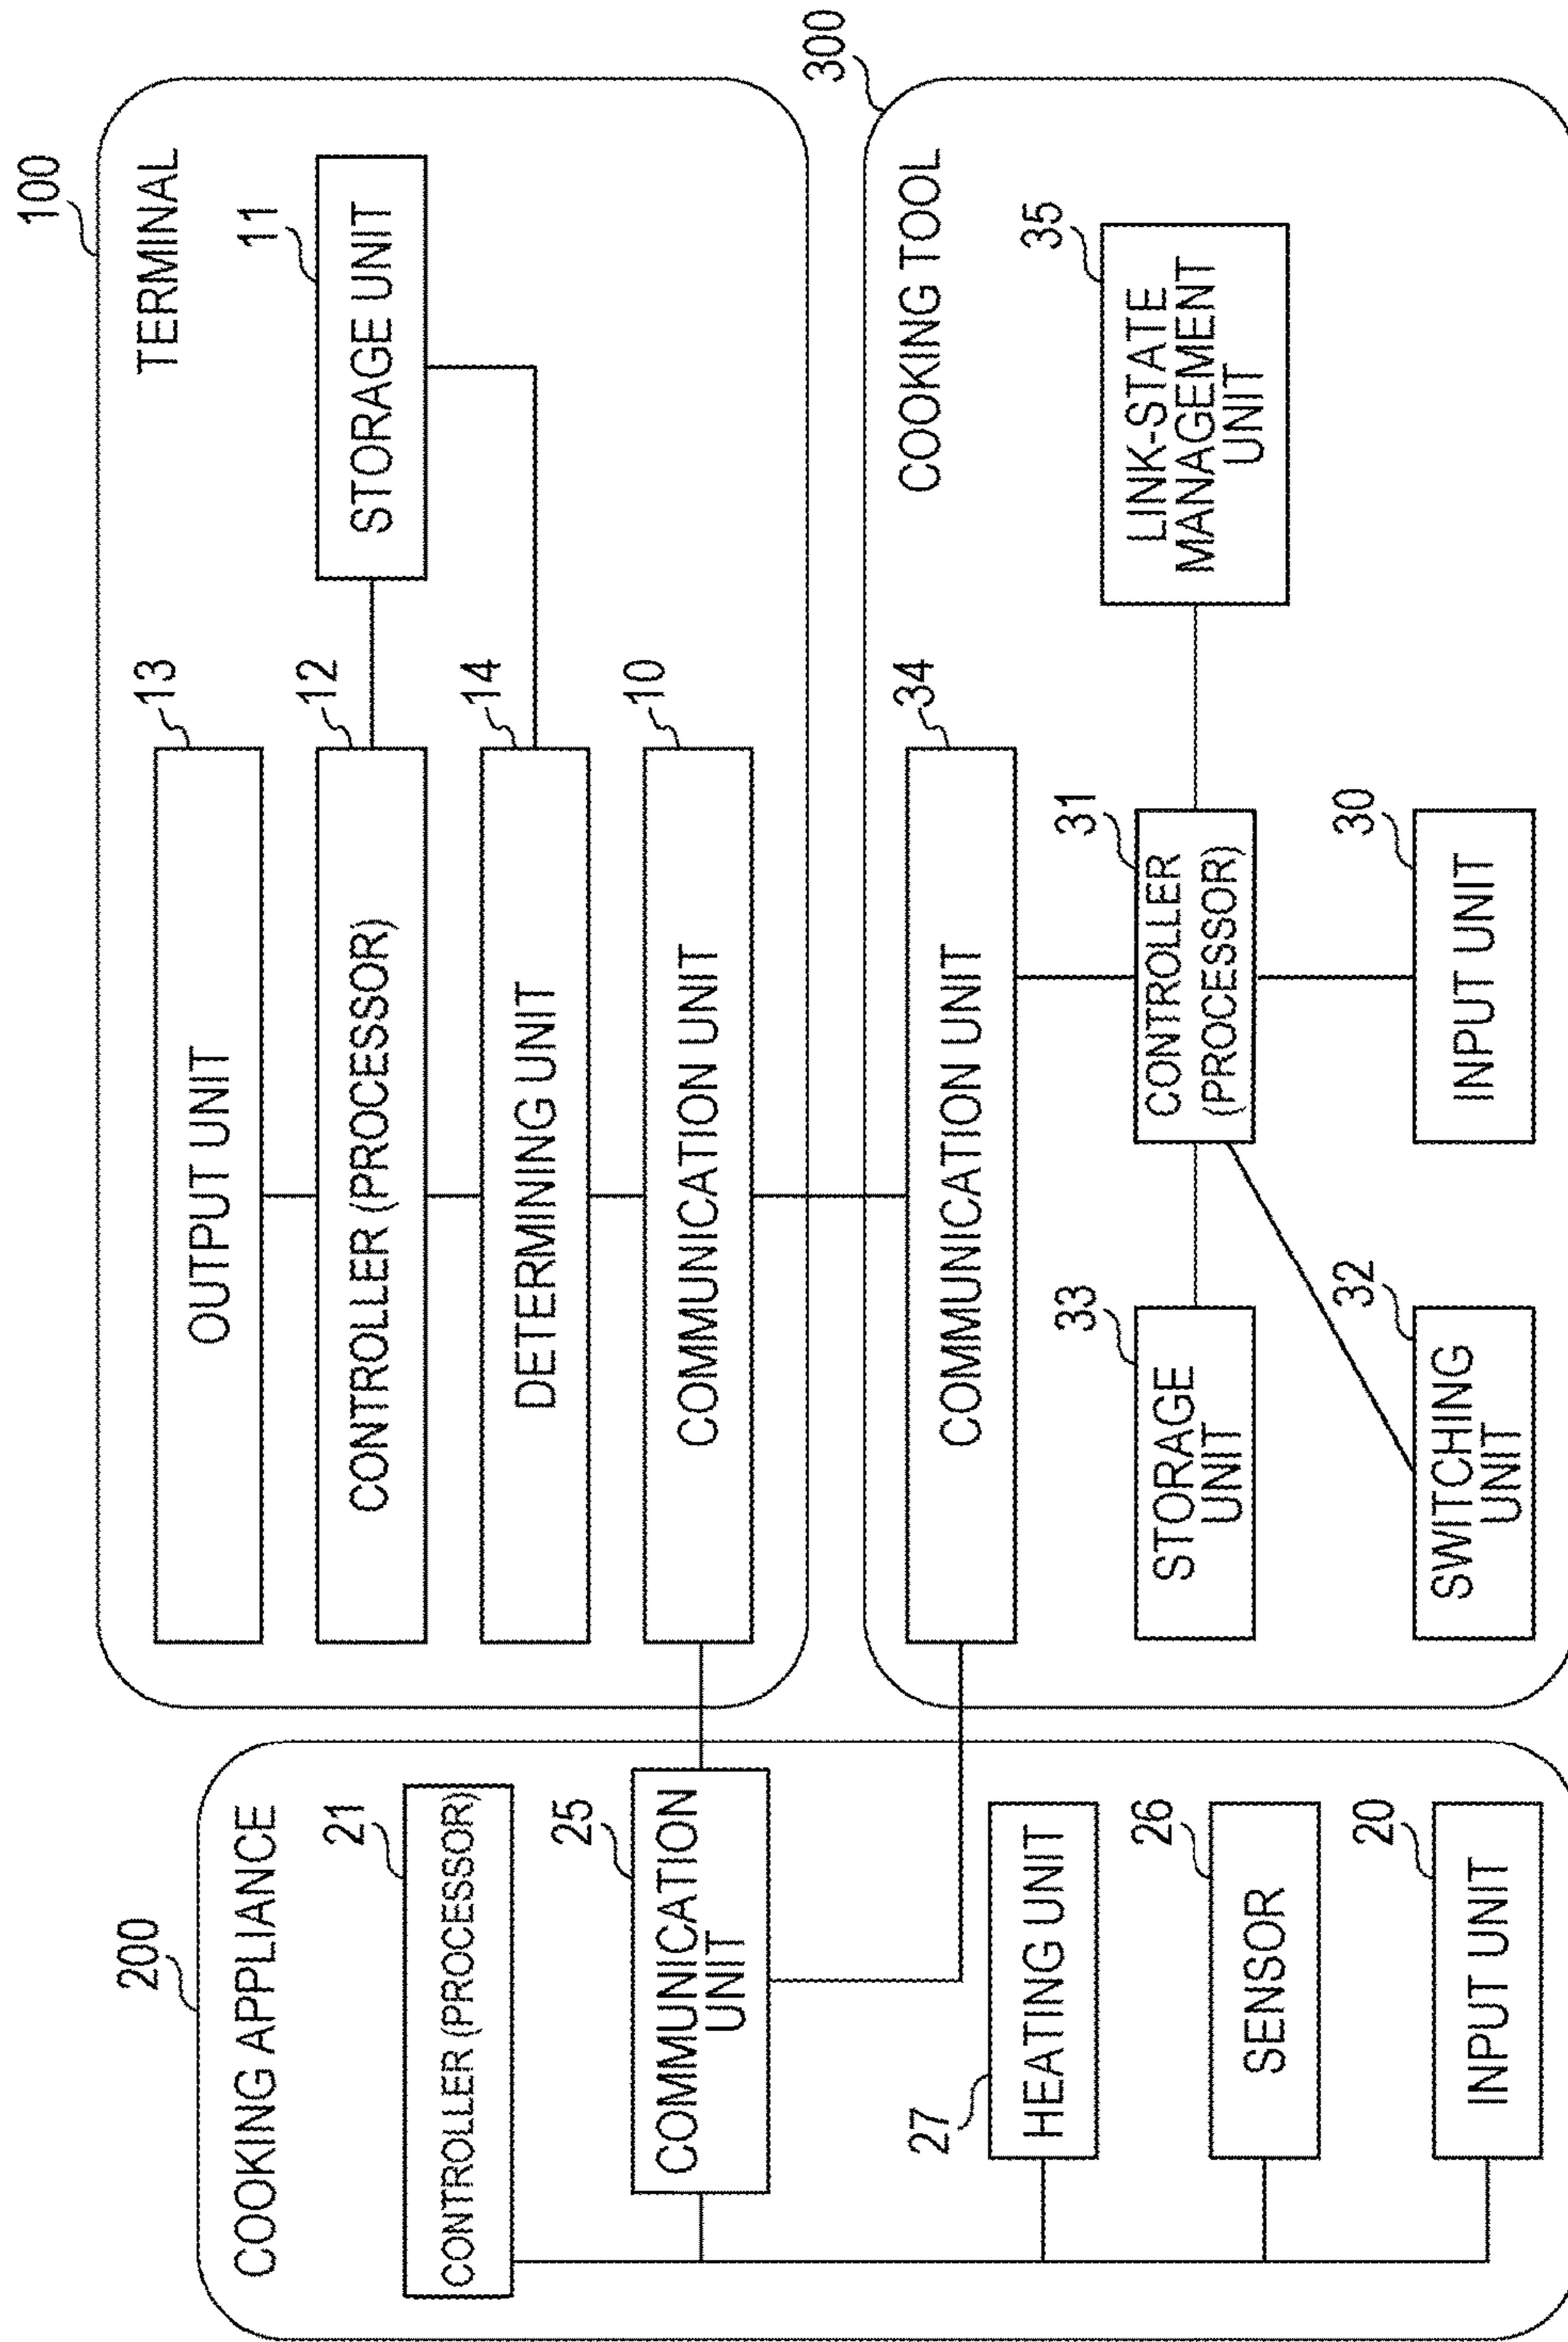 100
TERMINAL
13
OUTPUT UNIT
12
CONTROLLER (PROCESSOR)
11
STORAGE UNIT
14
DETERMINING UNIT
10
COMMUNICATION UNIT
200
COOKING APPLIANCE
21
CONTROLLER (PROCESSOR)
25
COMMUNICATION
UNIT
27
HEATING UNIT
26
SENSOR
20
INPUT UNIT
300
COOKING TOOL
34
COMMUNICATION UNIT
33
STORAGE
UNIT
31
CONTROLLER
(PROCESSOR)
35
LINK-STATE
MANAGEMENT
UNIT
32
SWITCHING
UNIT
30
INPUT UNIT